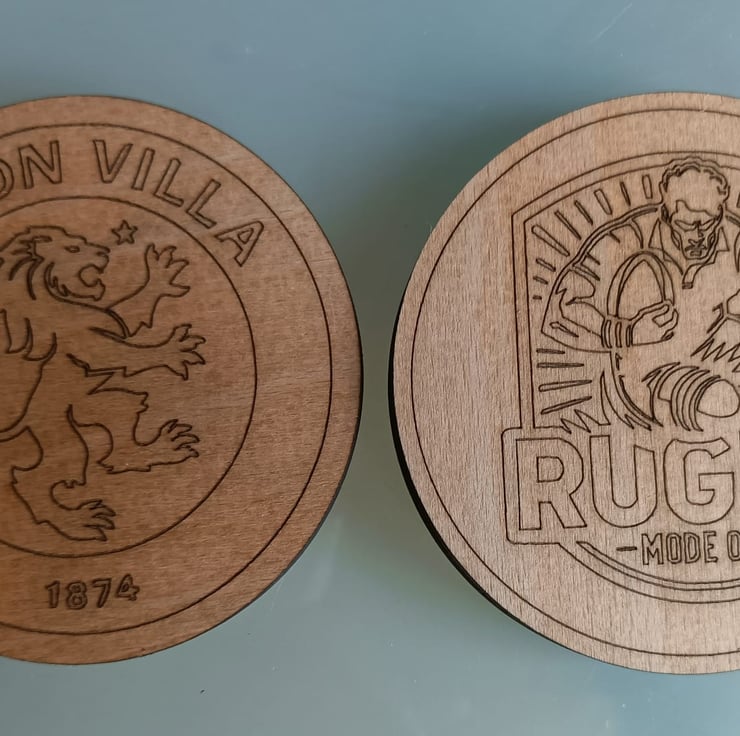 ON VILLA
1874
RUG
-MODE O